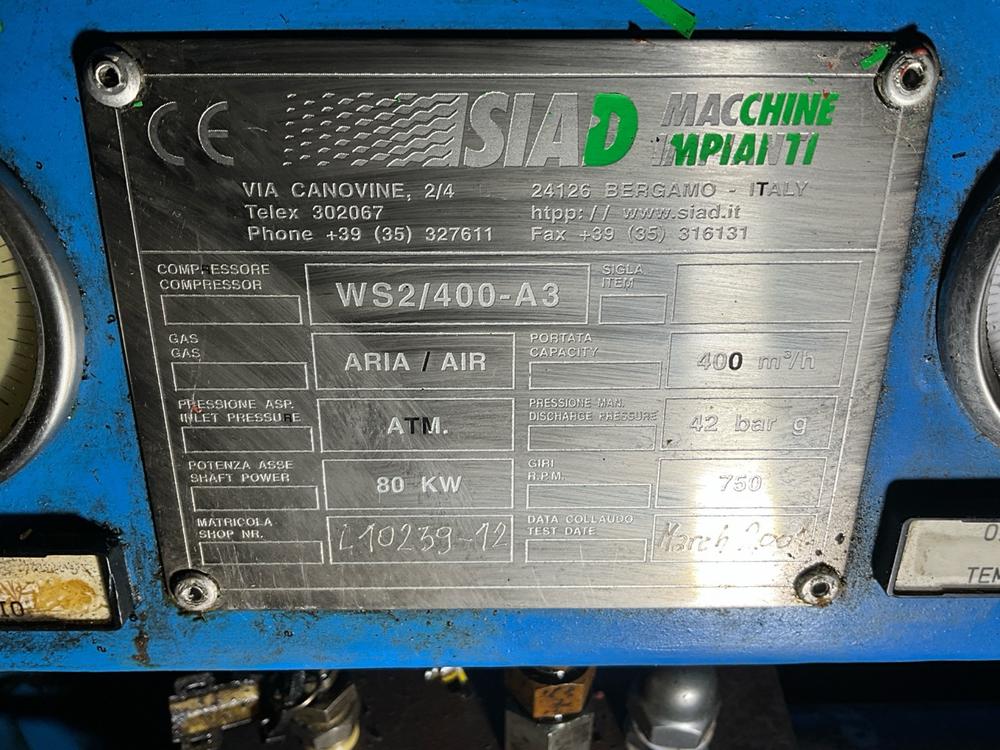 CE SIAD MACCHINE
IMPIANTI
VIA CANOVINE, 2/4 24126 BERGAMO - ITALY
Telex 302067 htpp: // www.siad.it
Phone +39 (35) 327611 Fax +39 (35) 316131
COMPRESSORE
COMPRESSOR
WS2/400-A3
SIGLA
ITEM
GAS
GAS
ARIA / AIR
PORTATA
CAPACITY
400 m³/h
PRESSIONE ASP.
INLET PRESSURE
ATM.
PRESSIONE MAN.
DISCHARGE PRESSURE
42 bar g
POTENZA ASSE
SHAFT POWER
80 KW
GIRI
R.P.M.
750
MATRICOLA
SHOP NR.
L10239-12
DATA COLLAUDO
TEST DATE
March 2001